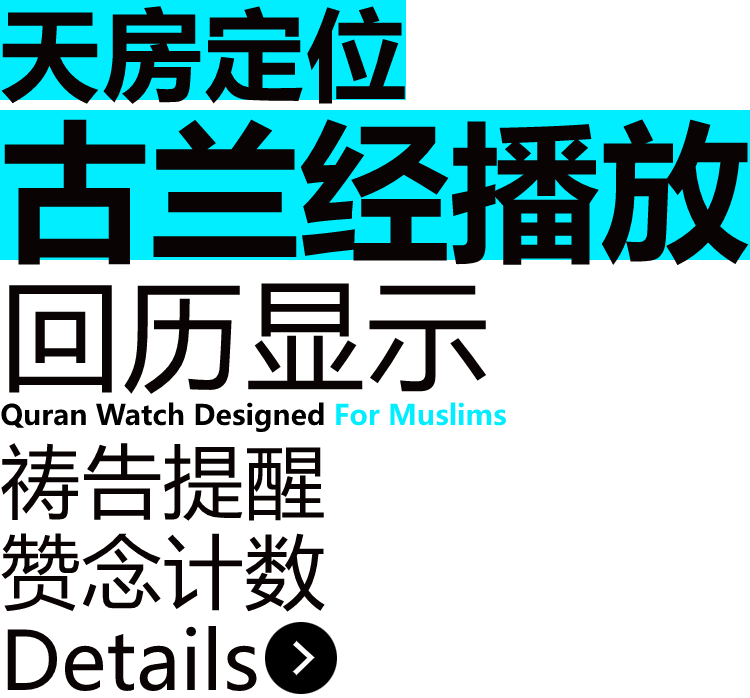 天房定位
古兰经播放
回历显示
Quran Watch Designed For Muslims
祷告提醒
赞念计数
Details